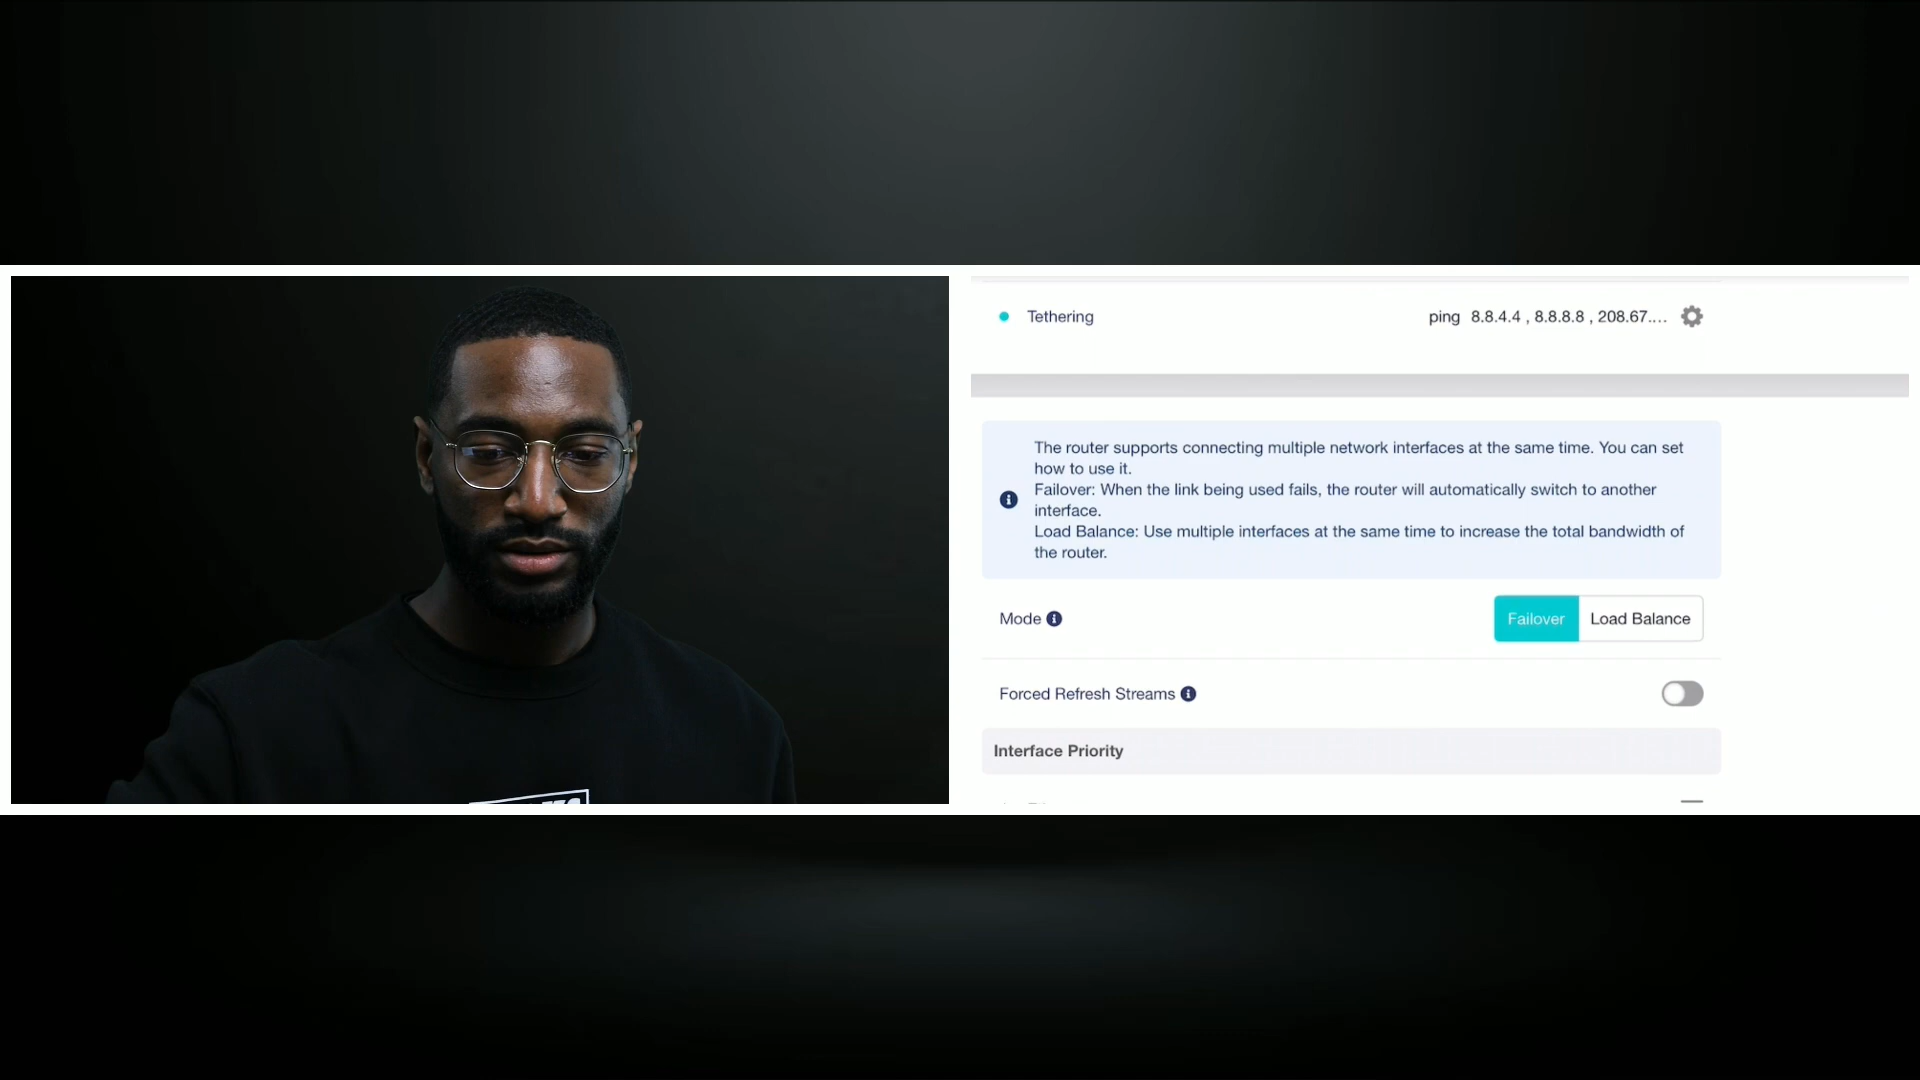 Tethering
ping 8.8.4.4 , 8.8.8.8 , 208.67....
The router supports connecting multiple network interfaces at the same time. You can set
how to use it.
Failover: When the link being used fails, the router will automatically switch to another
interface.
Load Balance: Use multiple interfaces at the same time to increase the total bandwidth of
the router.
Mode
Failover
Load Balance
Forced Refresh Streams
Interface Priority